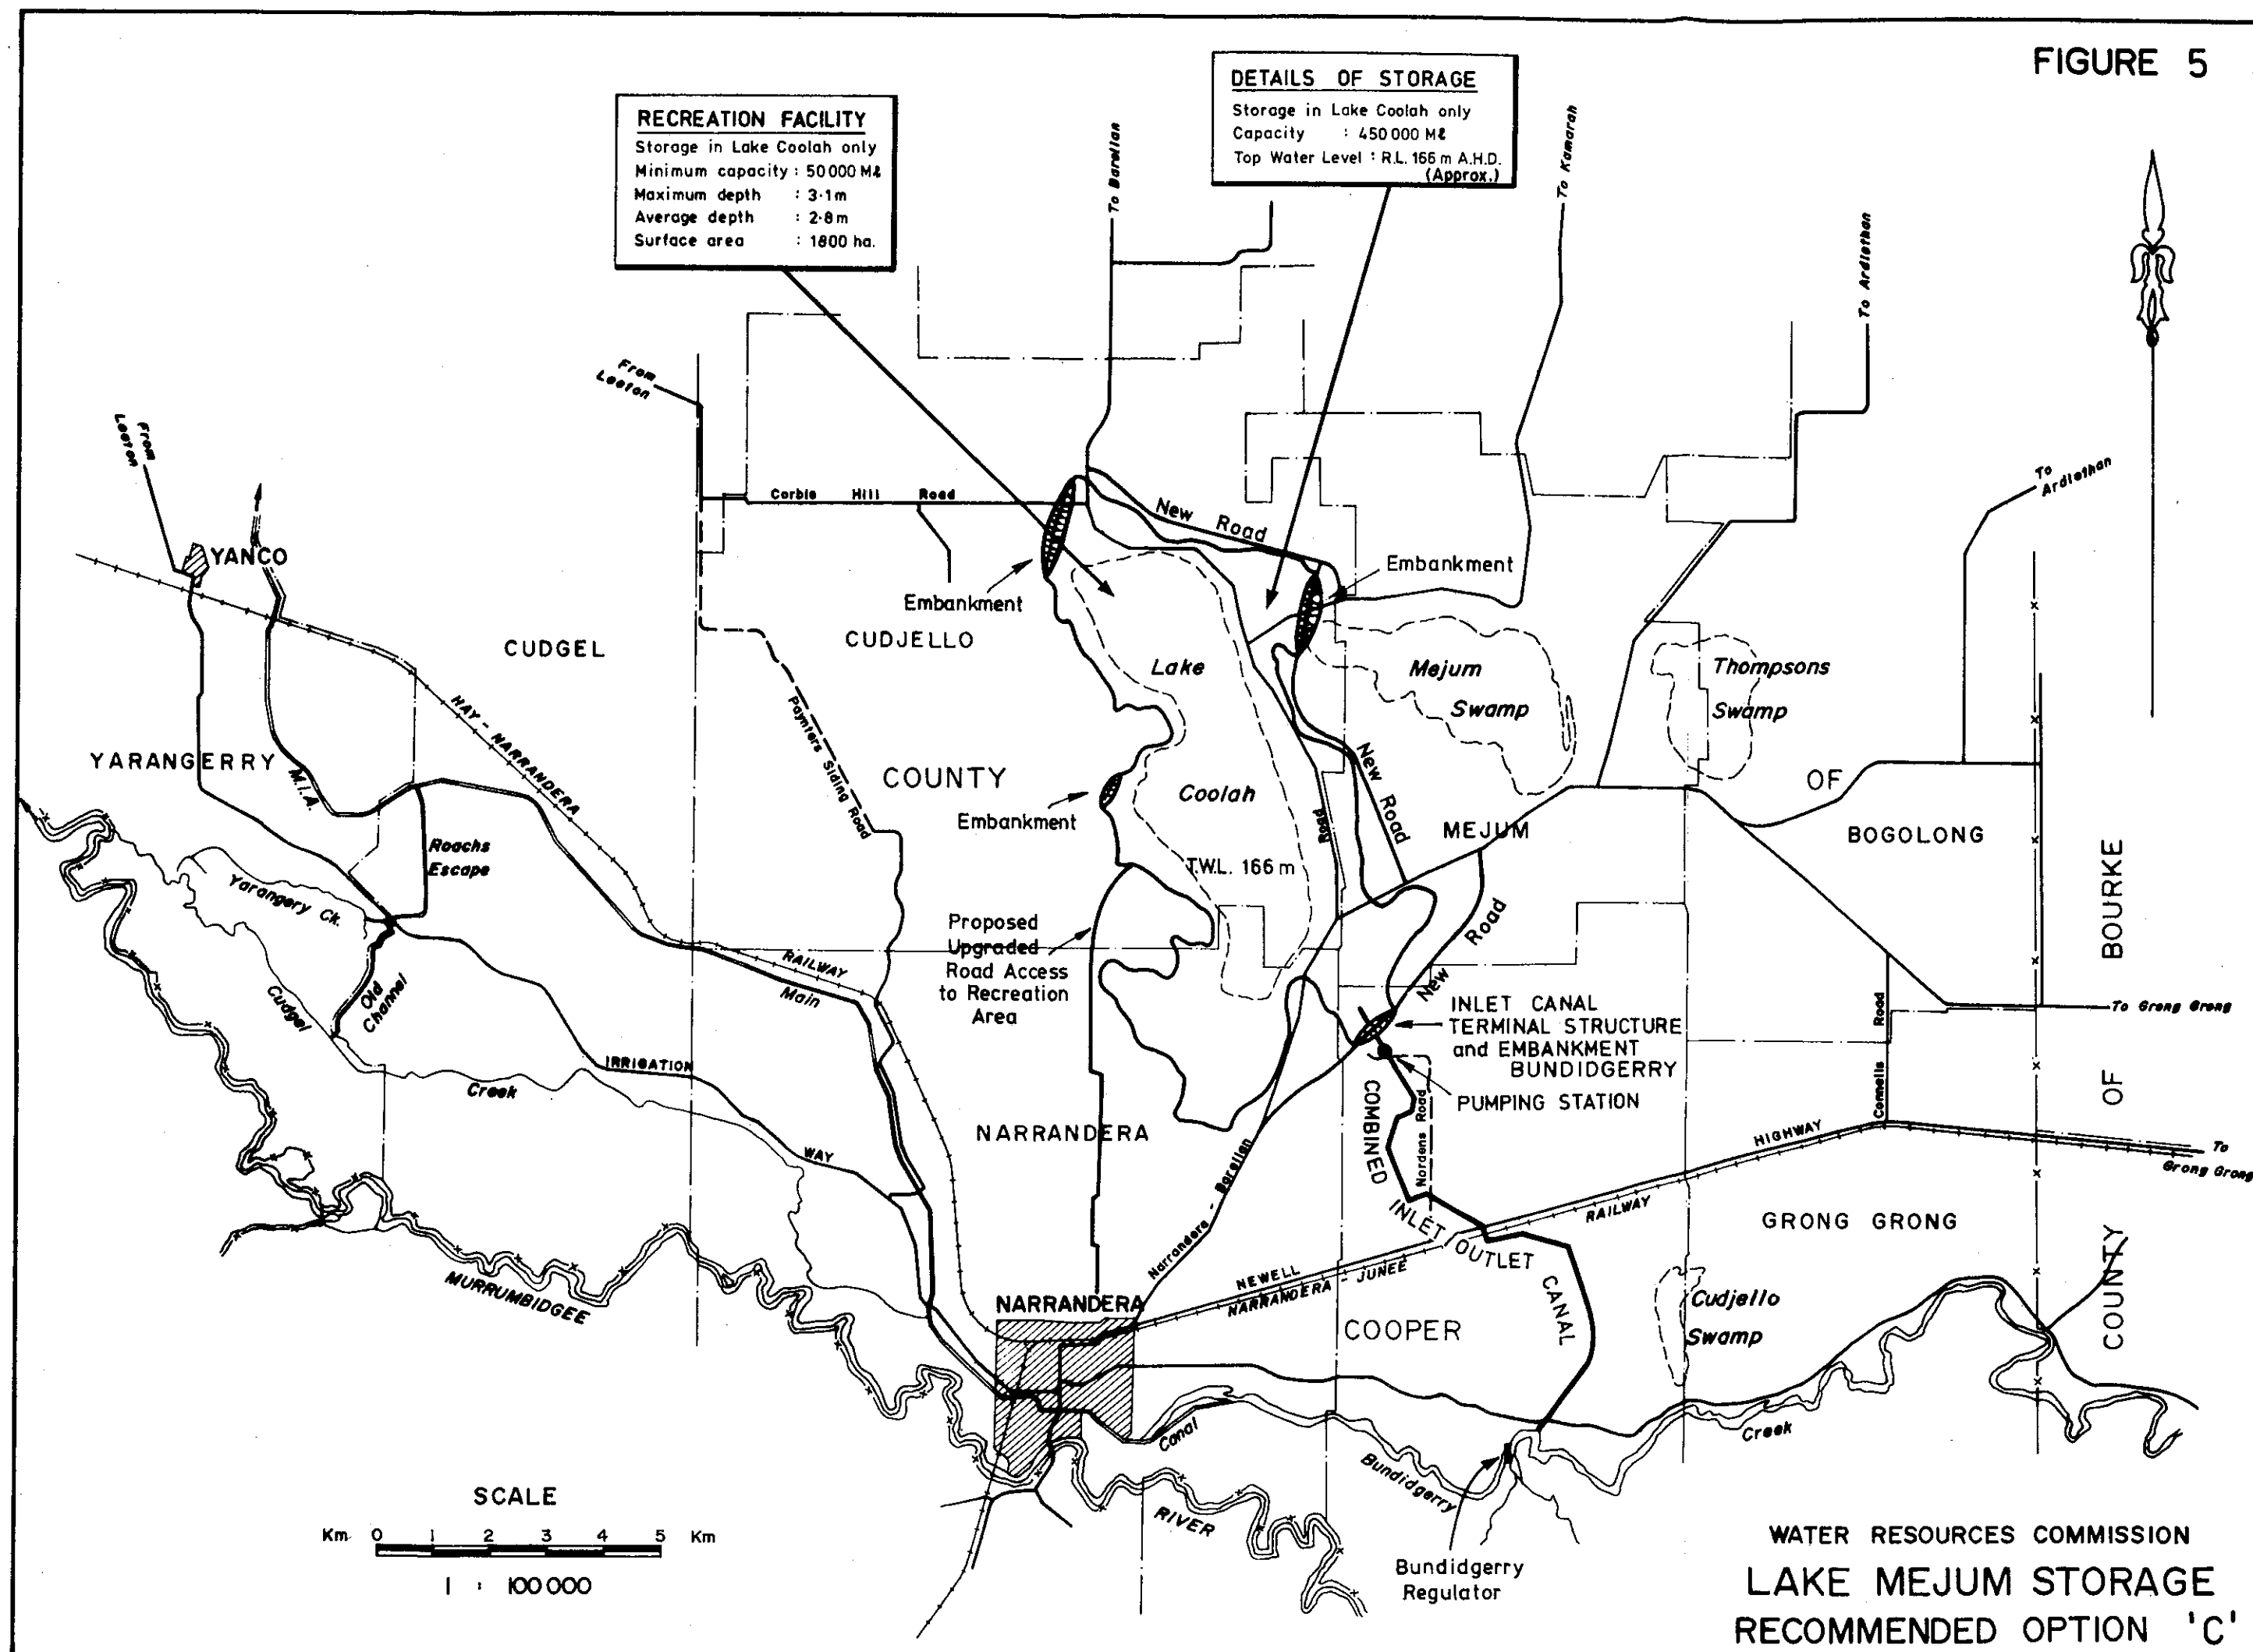 FIGURE 5
RECREATION FACILITY
Storage in Lake Coolah only
Minimum capacity : 50 000 Mℓ
Maximum depth : 3·1m
Average depth : 2·8m
Surface area : 1800 ha.
DETAILS OF STORAGE
Storage in Lake Coolah only
Capacity : 450 000 Mℓ
Top Water Level : R.L. 166 m A.H.D.
(Approx.)
To Barellan
To Kamarah
To Ardlethan
From
Leeton
From
Leeton
To
Ardlethan
Corbie Hill Road
New Road
YANCO
Embankment
Embankment
CUDGEL
CUDJELLO
Lake
Mejum
Swamp
Thompsons
Swamp
HAY - NARRANDERA
Paynters Siding Road
YARANGERRY
M.I.A.
COUNTY
Coolah
New
Road
Road
OF
Embankment
MEJUM
BOGOLONG
Roachs
Escape
T.W.L. 166 m
BOURKE
Yarangery Ck.
Proposed
Upgraded
Road Access
to Recreation
Area
New Road
RAILWAY
Main
Cudgel
Old
Channel
INLET CANAL
TERMINAL STRUCTURE
and EMBANKMENT
BUNDIDGERRY
Road
To Grong Grong
IRRIGATION
Creek
COMBINED
Nordens Road
PUMPING STATION
Connells
OF
NARRANDERA
WAY
HIGHWAY
To
Grong Grong
Narrandera - Barellan
INLET
OUTLET
RAILWAY
GRONG GRONG
MURRUMBIDGEE
NEWELL
NARRANDERA - JUNEE
CANAL
COUNTY
NARRANDERA
COOPER
Cudjello
Swamp
Canal
Creek
Bundidgerry
SCALE
Km 0 1 2 3 4 5 Km
1 : 100 000
RIVER
Bundidgerry
Regulator
WATER RESOURCES COMMISSION
LAKE MEJUM STORAGE
RECOMMENDED OPTION 'C'